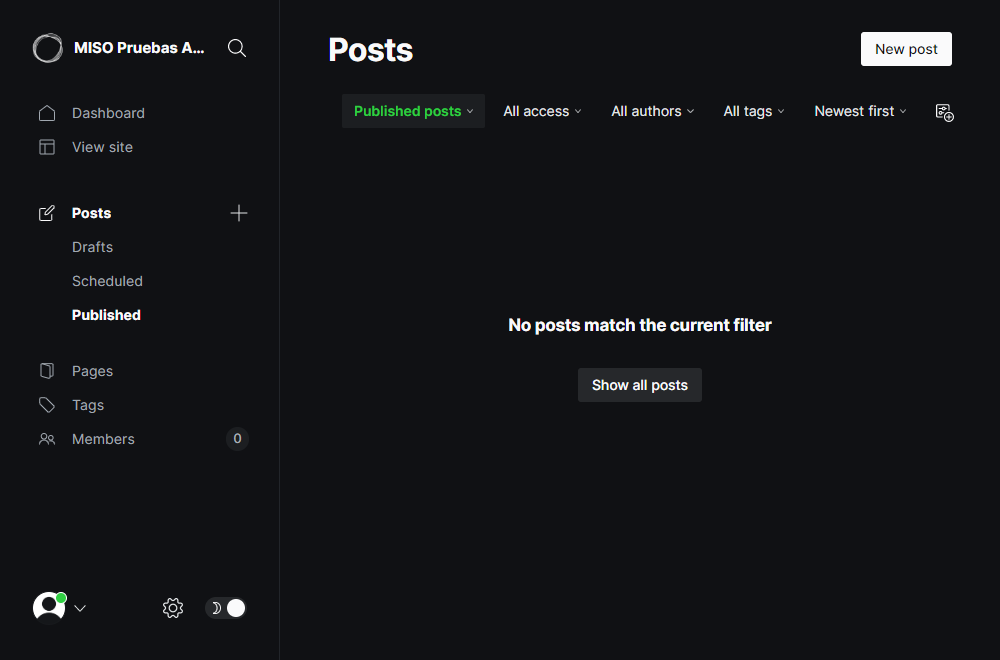 MISO Pruebas A...
Dashboard
View site
Posts
Drafts
Scheduled
Published
Pages
Tags
Members 0
Posts
New post
Published posts All access All authors All tags Newest first
No posts match the current filter
Show all posts